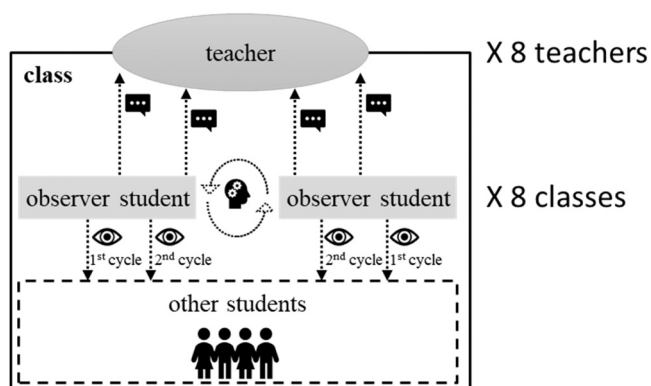 teacher
X 8 teachers
class
observer student
observer student
X 8 classes
1st cycle
2nd cycle
2nd cycle
1st cycle
other students